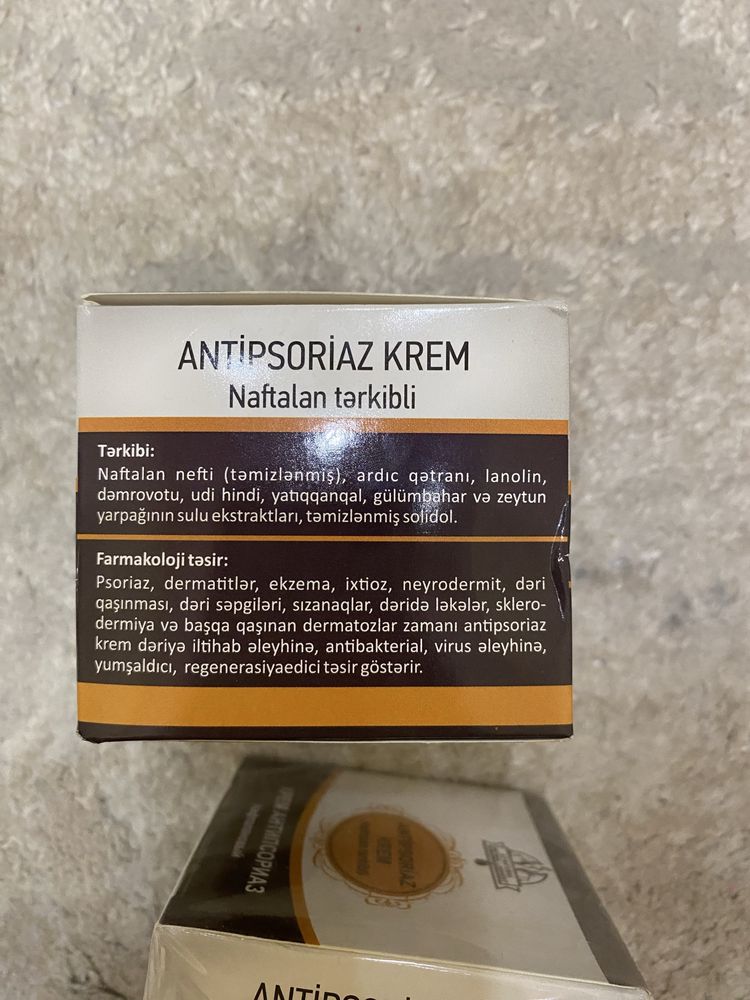 ANTİPSORİAZ KREM
Naftalan tərkibli
Tərkibi:
Naftalan nefti (təmizlənmiş), ardıc qətranı, lanolin,
dəmrovotu, udi hindi, yatıqqanqal, gülümbahar və zeytun
yarpağının sulu ekstraktları, təmizlənmiş solidol.
Farmakoloji təsir:
Psoriaz, dermatitlər, ekzema, ixtioz, neyrodermit, dəri
qaşınması, dəri səpgiləri, sızanaqlar, dəridə ləkələr, sklero-
dermiya və başqa qaşınan dermatozlar zamanı antipsoriaz
krem dəriyə iltihab əleyhinə, antibakterial, virus əleyhinə,
yumşaldıcı, regenerasiyaedici təsir göstərir.
КРЕМ АНТИПСОРИАЗ
ANTİPSORİAZ
KREM
ANTİPSORİ